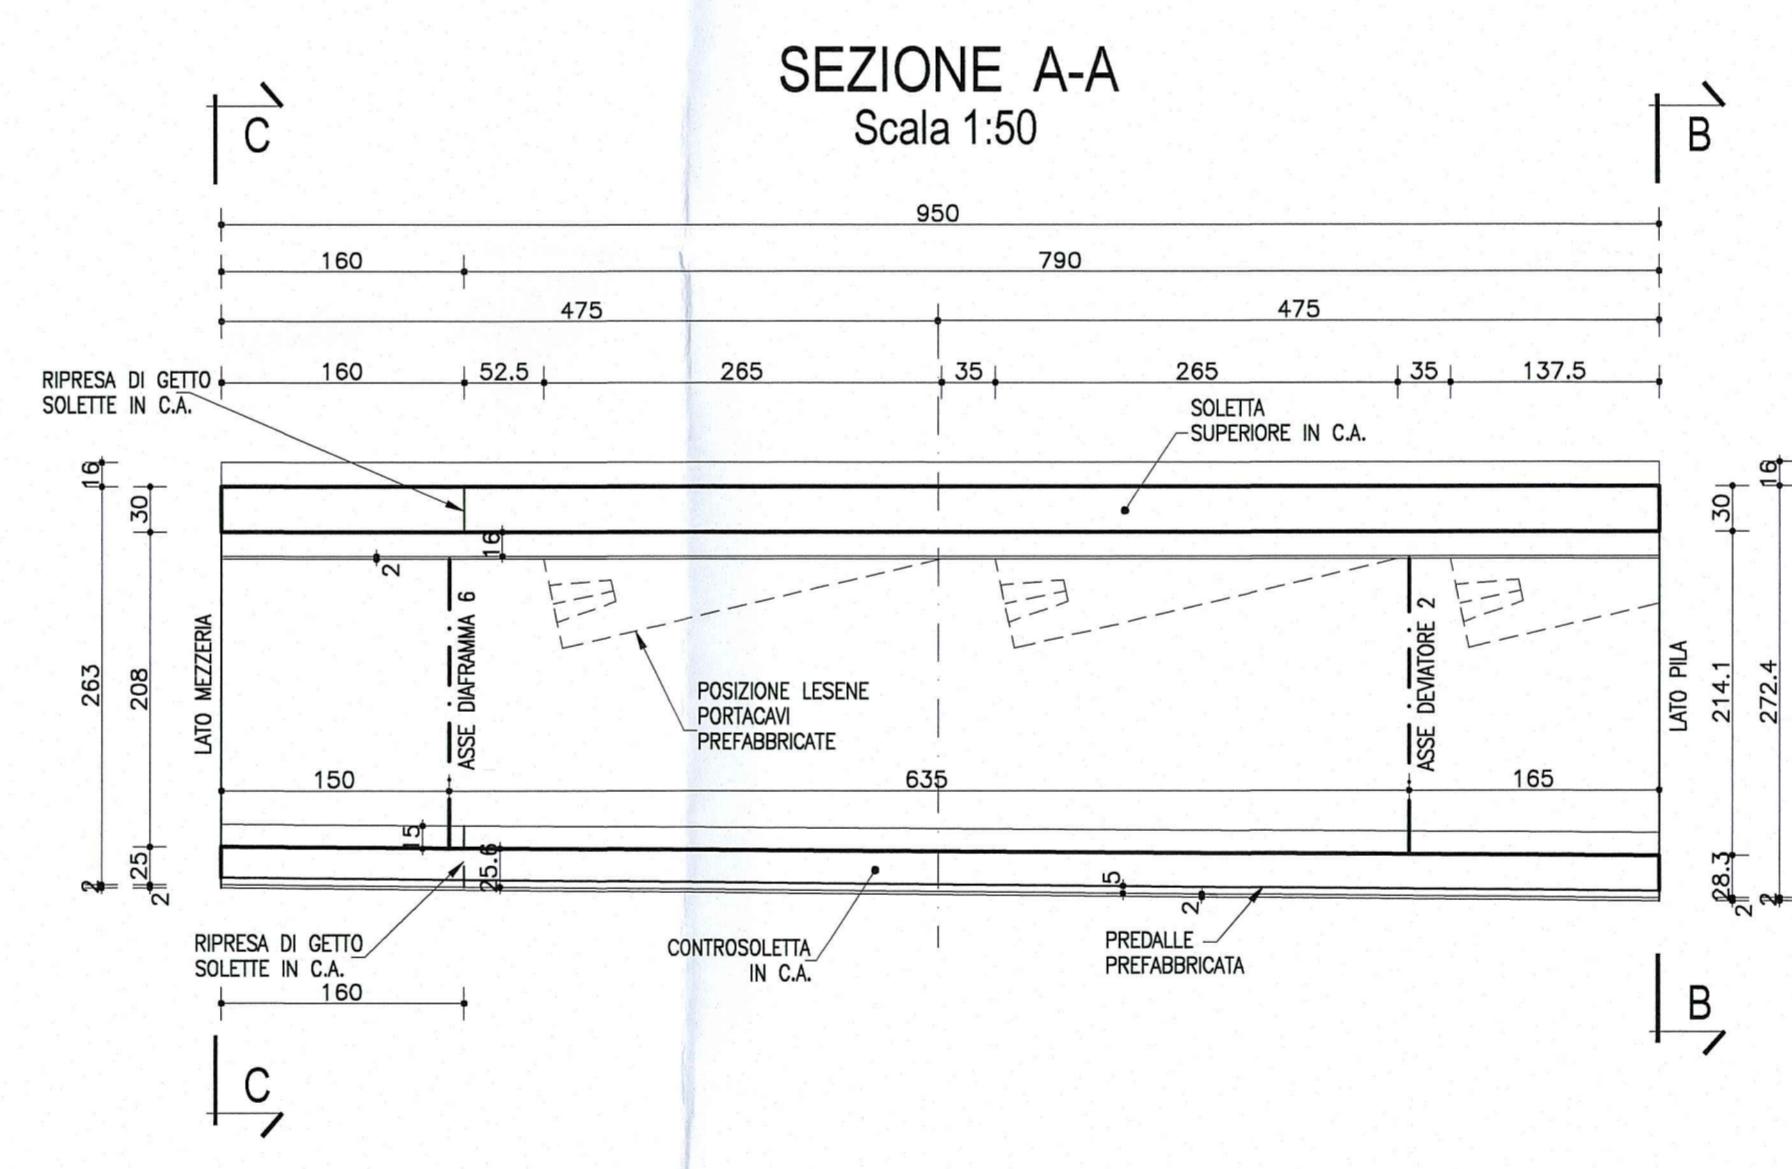 SEZIONE A-A
Scala 1:50
C
B
950
160
790
475
475
160
52.5
265
35
265
35
137.5
RIPRESA DI GETTO
SOLETTE IN C.A.
SOLETTA
SUPERIORE IN C.A.
16
30
263
208
25
2
2
LATO MEZZERIA
2
16
ASSE DIAFRAMMA 6
POSIZIONE LESENE
PORTACAVI
PREFABBRICATE
ASSE DEVIATORE 2
LATO PILA
16
30
214.1
272.4
28.3
2
2
150
635
165
15
25.6
5
2
RIPRESA DI GETTO
SOLETTE IN C.A.
160
CONTROSOLETTA
IN C.A.
PREDALLE
PREFABBRICATA
B
C